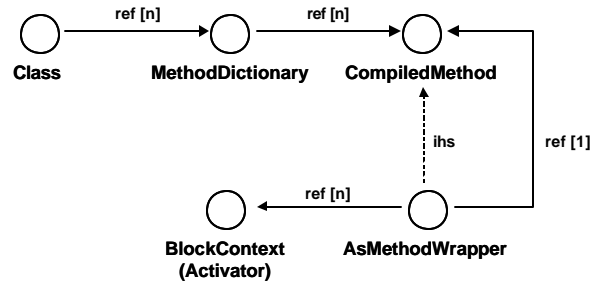 ref [n]
ref [n]
Class
MethodDictionary
CompiledMethod
ihs
ref [1]
ref [n]
BlockContext
(Activator)
AsMethodWrapper